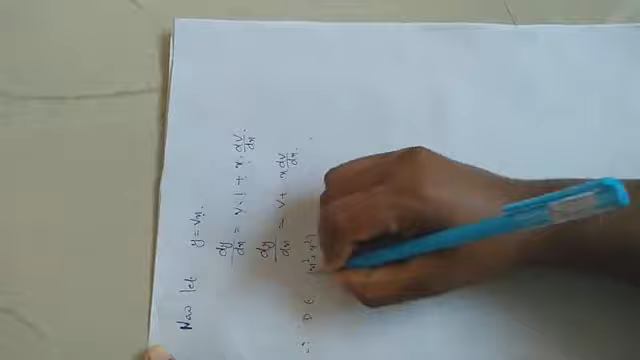 Now let y = vx.
dy/dx = v.1 + x.dv/dx.
dy/dx = v + x dv/dx.
∴ D E